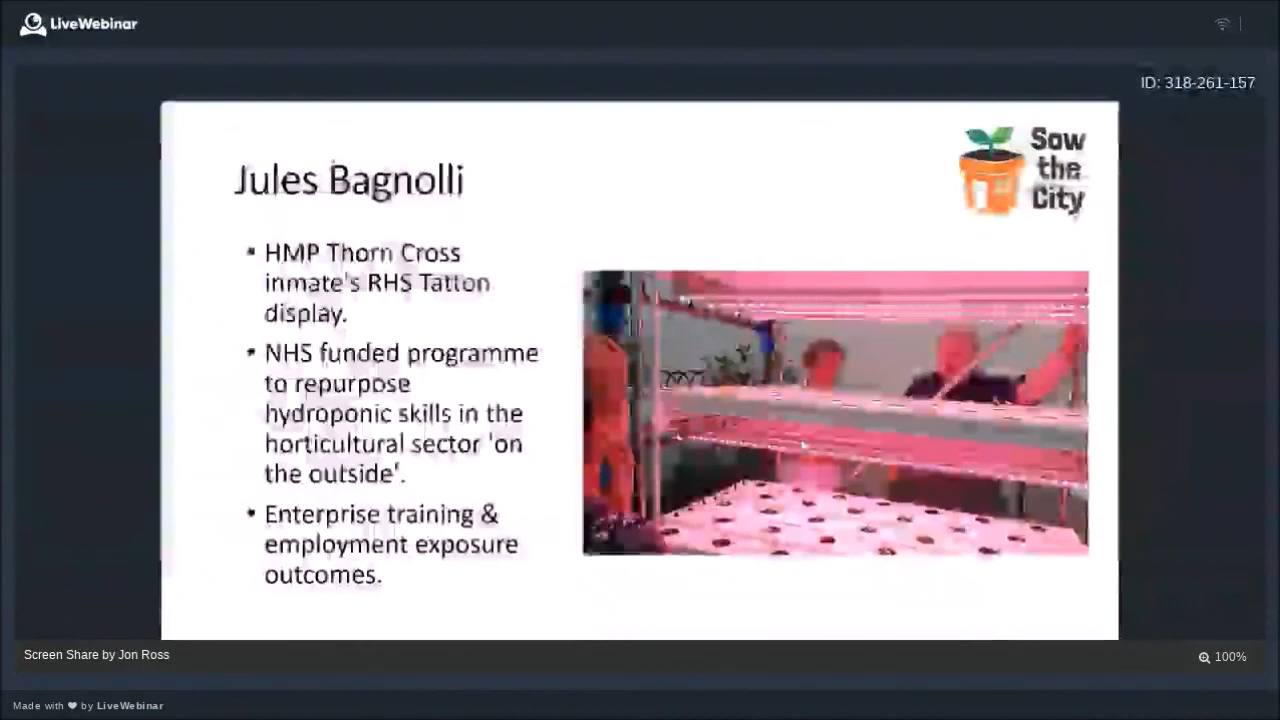 LiveWebinar
ID: 318-261-157
Sow
the
City
Jules Bagnolli
• HMP Thorn Cross
inmate's RHS Tatton
display.
• NHS funded programme
to repurpose
hydroponic skills in the
horticultural sector 'on
the outside'.
• Enterprise training &
employment exposure
outcomes.
Screen Share by Jon Ross
100%
Made with ❤ by LiveWebinar